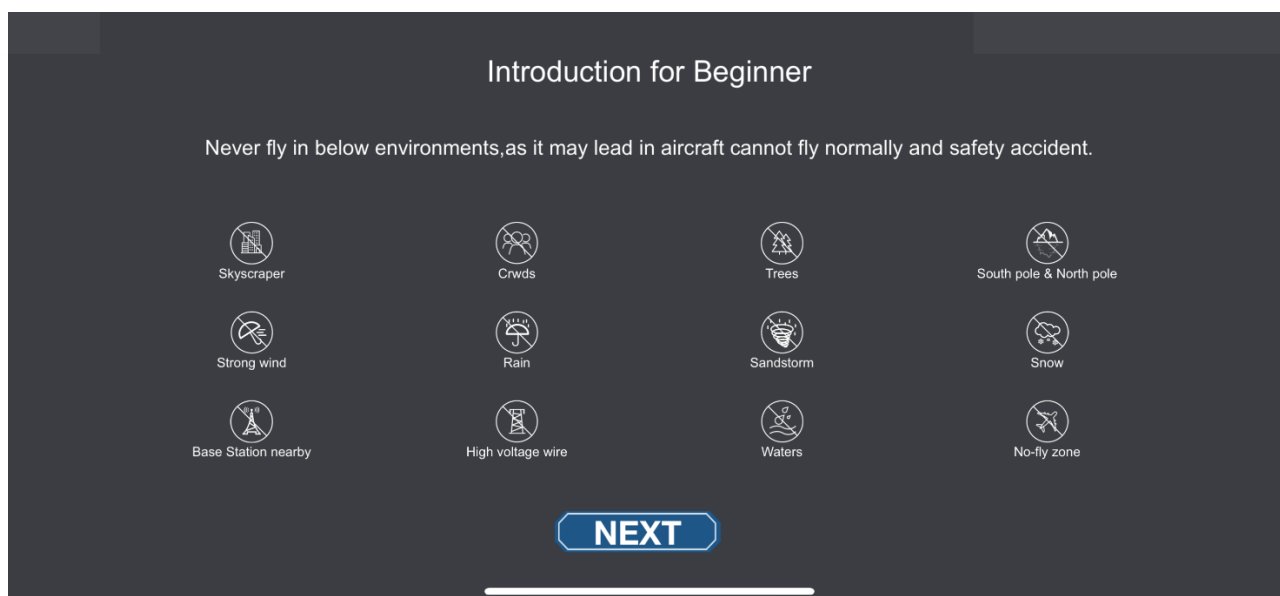 Introduction for Beginner
Never fly in below environments,as it may lead in aircraft cannot fly normally and safety accident.
Skyscraper
Crwds
Trees
South pole & North pole
Strong wind
Rain
Sandstorm
Snow
Base Station nearby
High voltage wire
Waters
No-fly zone
NEXT